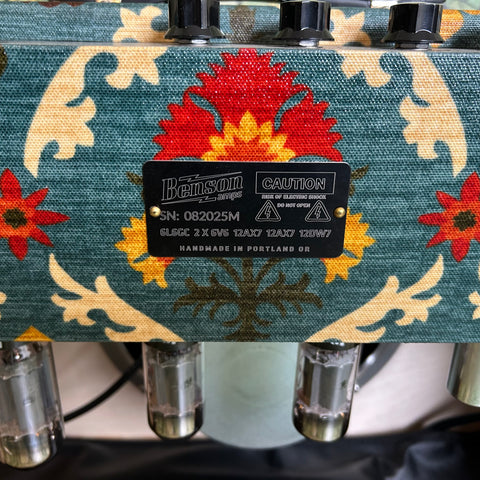 Benson
amps
CAUTION
RISK OF ELECTRIC SHOCK
DO NOT OPEN
SN: 082025M
6L6GC 2 X 6V6 12AX7 12AX7 12DW7
HANDMADE IN PORTLAND OR